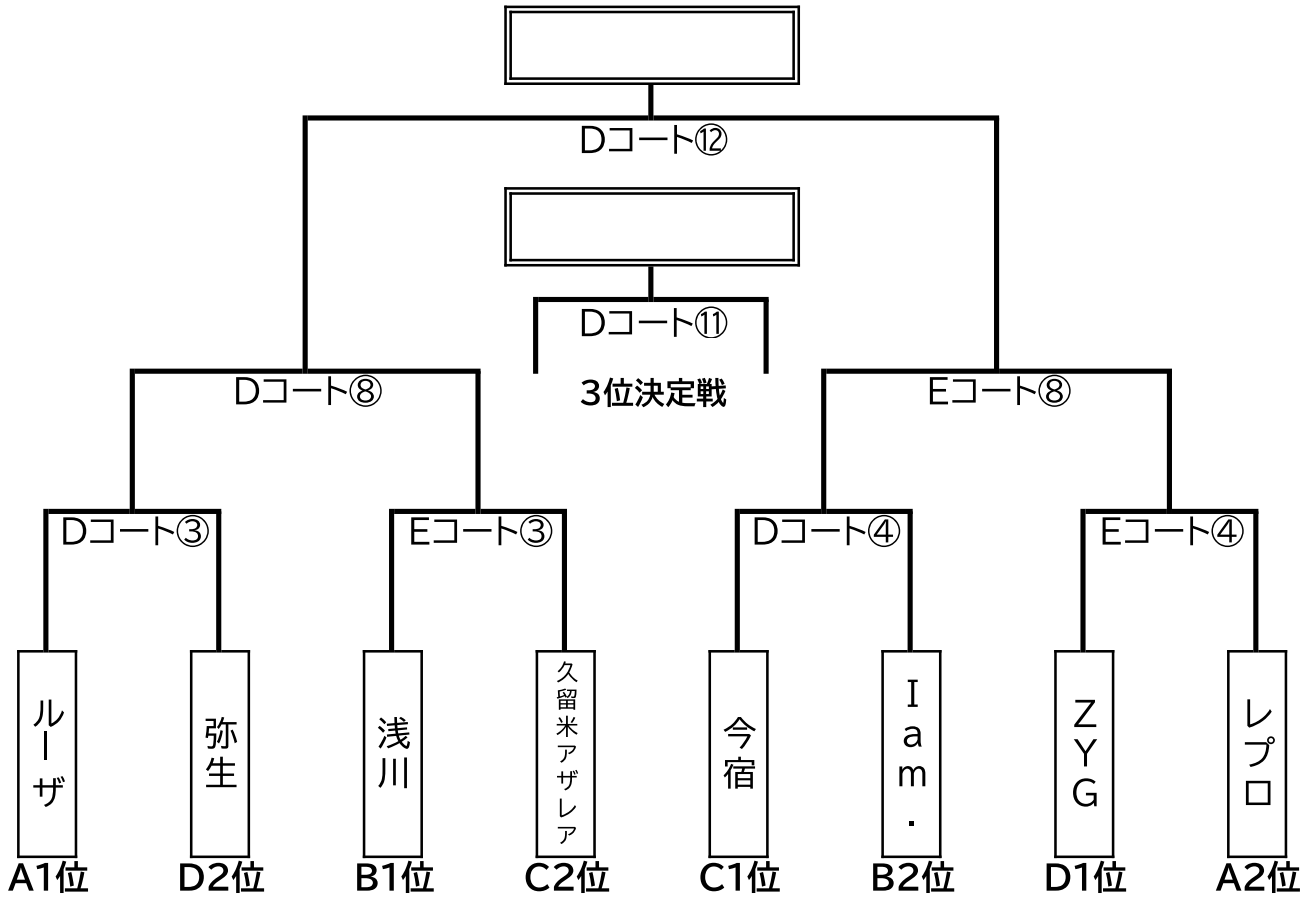 Dコート⑫
Dコート⑪
3位決定戦
Dコート⑧
Eコート⑧
Dコート③
Eコート③
Dコート④
Eコート④
ルーザ
弥生
浅川
久留米アザレア
今宿
Iam.
ZYG
レプロ
A1位
D2位
B1位
C2位
C1位
B2位
D1位
A2位